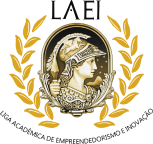 LAEI
LIGA ACADÊMICA DE EMPREENDEDORISMO E INOVAÇÃO